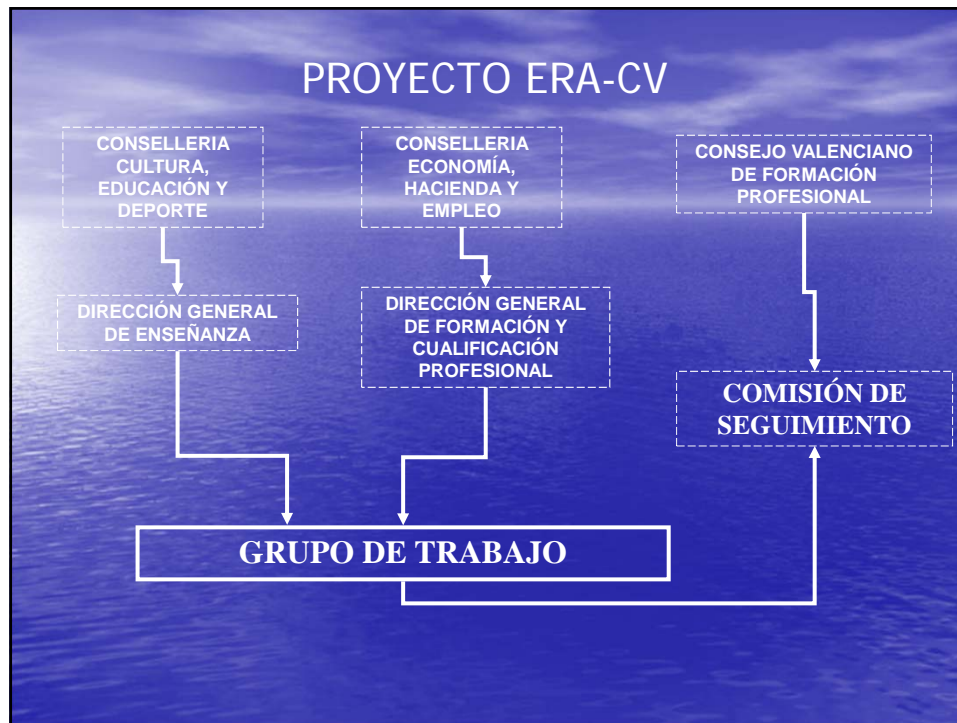 PROYECTO ERA-CV
CONSELLERIA
CULTURA,
EDUCACIÓN Y
DEPORTE
CONSELLERIA
ECONOMÍA,
HACIENDA Y
EMPLEO
CONSEJO VALENCIANO
DE FORMACIÓN
PROFESIONAL
DIRECCIÓN GENERAL
DE ENSEÑANZA
DIRECCIÓN GENERAL
DE FORMACIÓN Y
CUALIFICACIÓN
PROFESIONAL
COMISIÓN DE
SEGUIMIENTO
GRUPO DE TRABAJO